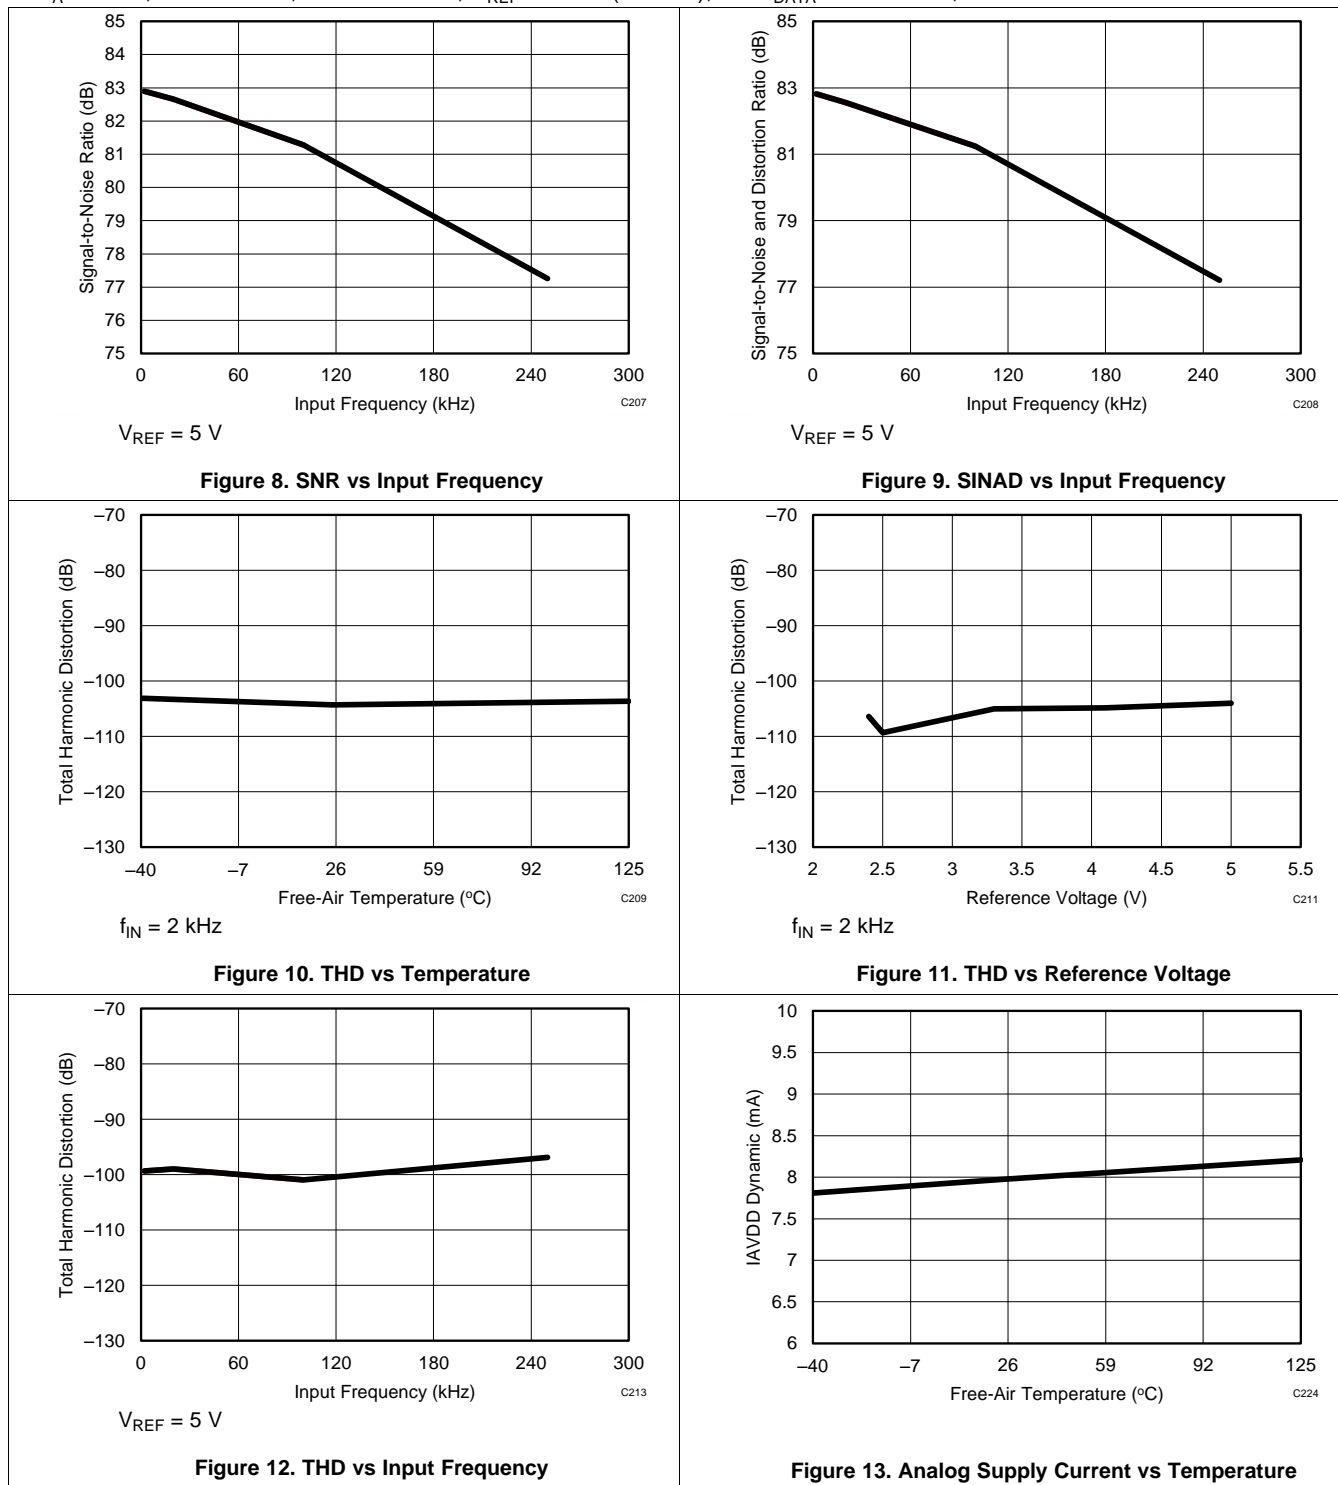 85
84
83
82
81
80
79
78
77
76
75
0 60 120 180 240 300
Signal-to-Noise Ratio (dB)
Input Frequency (kHz)
C207
V_REF = 5 V
Figure 8. SNR vs Input Frequency
85
83
81
79
77
75
0 60 120 180 240 300
Signal-to-Noise and Distortion Ratio (dB)
Input Frequency (kHz)
C208
V_REF = 5 V
Figure 9. SINAD vs Input Frequency
–70
–80
–90
–100
–110
–120
–130
–40 –7 26 59 92 125
Total Harmonic Distortion (dB)
Free-Air Temperature (°C)
C209
f_IN = 2 kHz
Figure 10. THD vs Temperature
–70
–80
–90
–100
–110
–120
–130
2 2.5 3 3.5 4 4.5 5 5.5
Total Harmonic Distortion (dB)
Reference Voltage (V)
C211
f_IN = 2 kHz
Figure 11. THD vs Reference Voltage
–70
–80
–90
–100
–110
–120
–130
0 60 120 180 240 300
Total Harmonic Distortion (dB)
Input Frequency (kHz)
C213
V_REF = 5 V
Figure 12. THD vs Input Frequency
10
9.5
9
8.5
8
7.5
7
6.5
6
–40 –7 26 59 92 125
IAVDD Dynamic (mA)
Free-Air Temperature (°C)
C224
Figure 13. Analog Supply Current vs Temperature